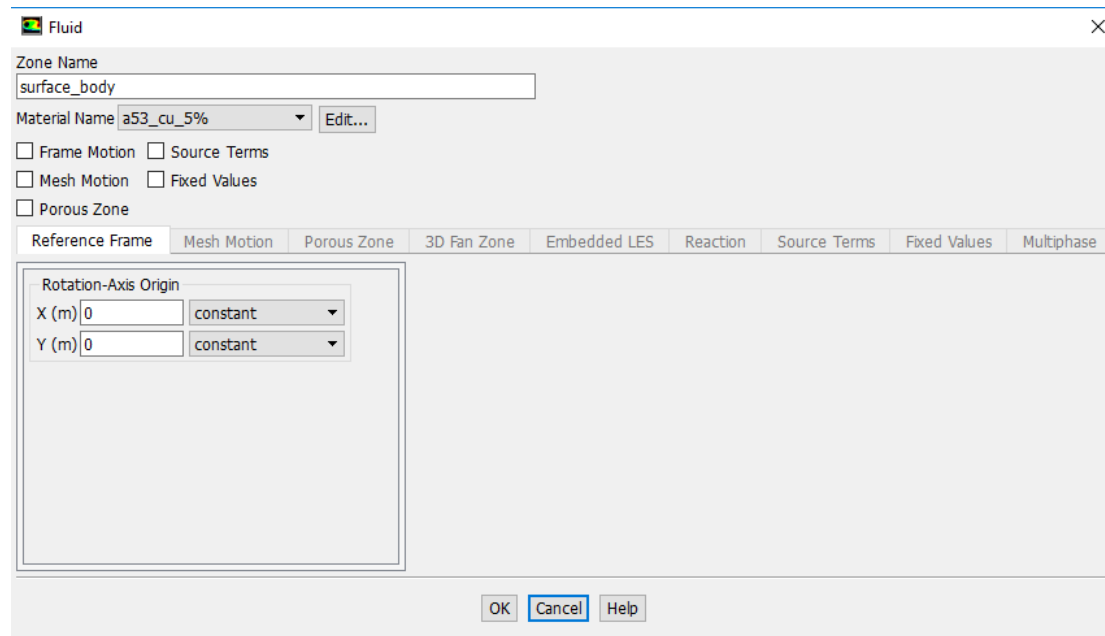 Fluid
Zone Name
surface_body
Material Name a53_cu_5% Edit...
Frame Motion Source Terms
Mesh Motion Fixed Values
Porous Zone
Reference Frame Mesh Motion Porous Zone 3D Fan Zone Embedded LES Reaction Source Terms Fixed Values Multiphase
Rotation-Axis Origin
X (m) 0 constant
Y (m) 0 constant
OK Cancel Help